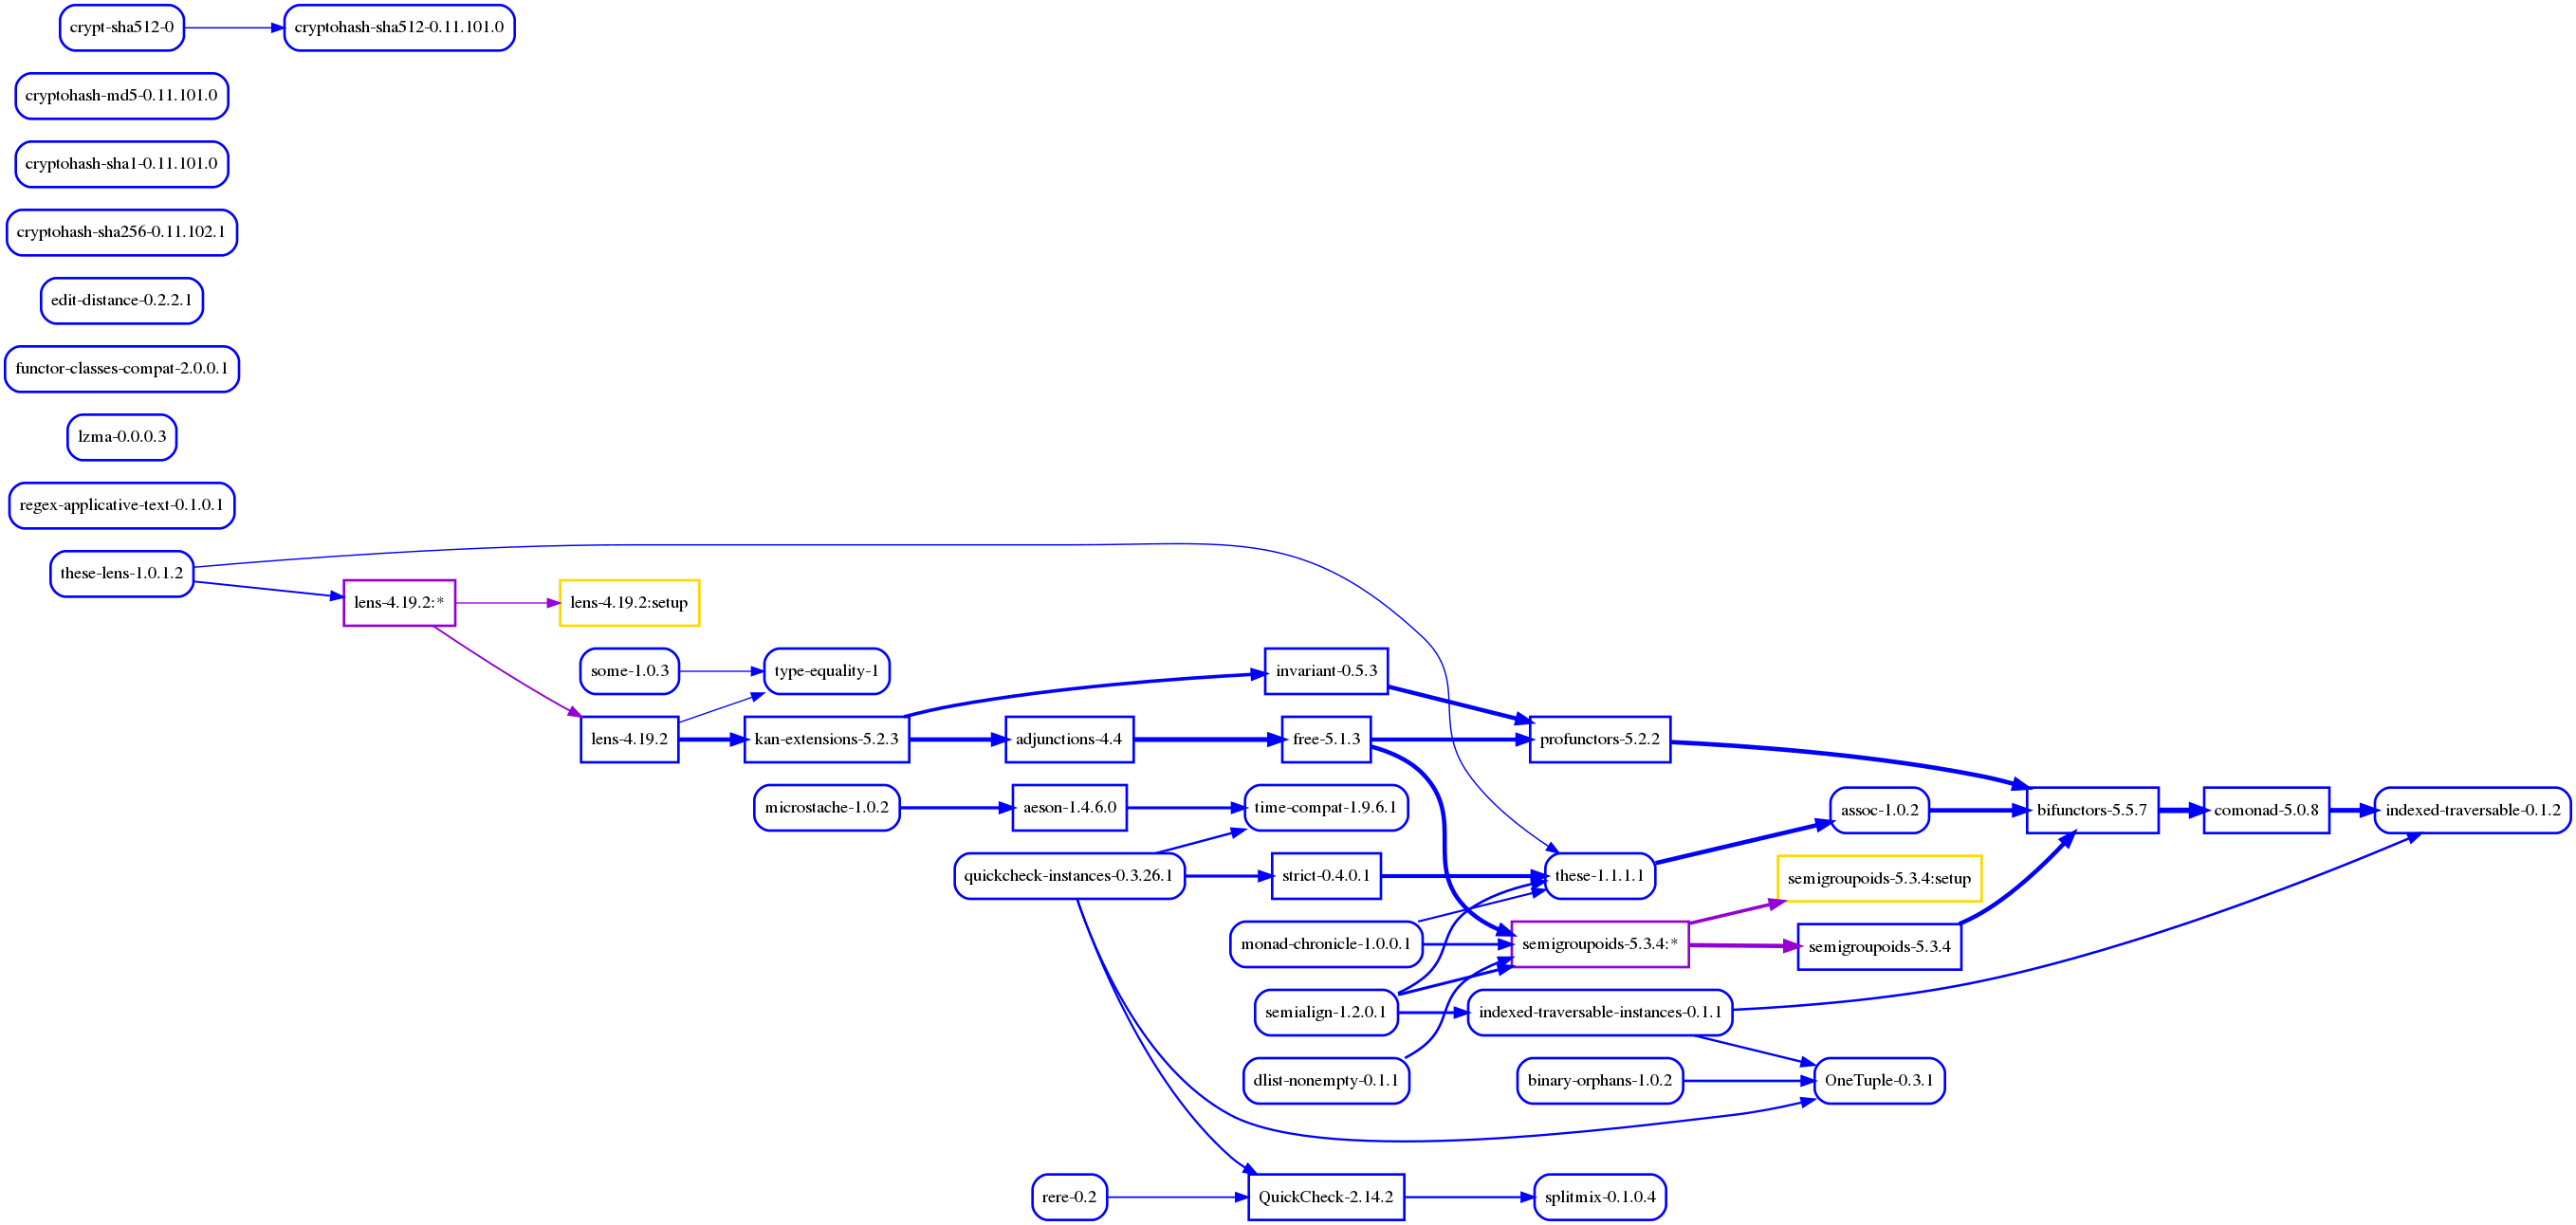 crypt-sha512-0
cryptohash-sha512-0.11.101.0
cryptohash-md5-0.11.101.0
cryptohash-sha1-0.11.101.0
cryptohash-sha256-0.11.102.1
edit-distance-0.2.2.1
functor-classes-compat-2.0.0.1
lzma-0.0.0.3
regex-applicative-text-0.1.0.1
these-lens-1.0.1.2
lens-4.19.2:*
lens-4.19.2:setup
some-1.0.3
type-equality-1
invariant-0.5.3
lens-4.19.2
kan-extensions-5.2.3
adjunctions-4.4
free-5.1.3
profunctors-5.2.2
microstache-1.0.2
aeson-1.4.6.0
time-compat-1.9.6.1
assoc-1.0.2
bifunctors-5.5.7
comonad-5.0.8
indexed-traversable-0.1.2
quickcheck-instances-0.3.26.1
strict-0.4.0.1
these-1.1.1.1
semigroupoids-5.3.4:setup
monad-chronicle-1.0.0.1
semigroupoids-5.3.4:*
semigroupoids-5.3.4
semialign-1.2.0.1
indexed-traversable-instances-0.1.1
dlist-nonempty-0.1.1
binary-orphans-1.0.2
OneTuple-0.3.1
rere-0.2
QuickCheck-2.14.2
splitmix-0.1.0.4